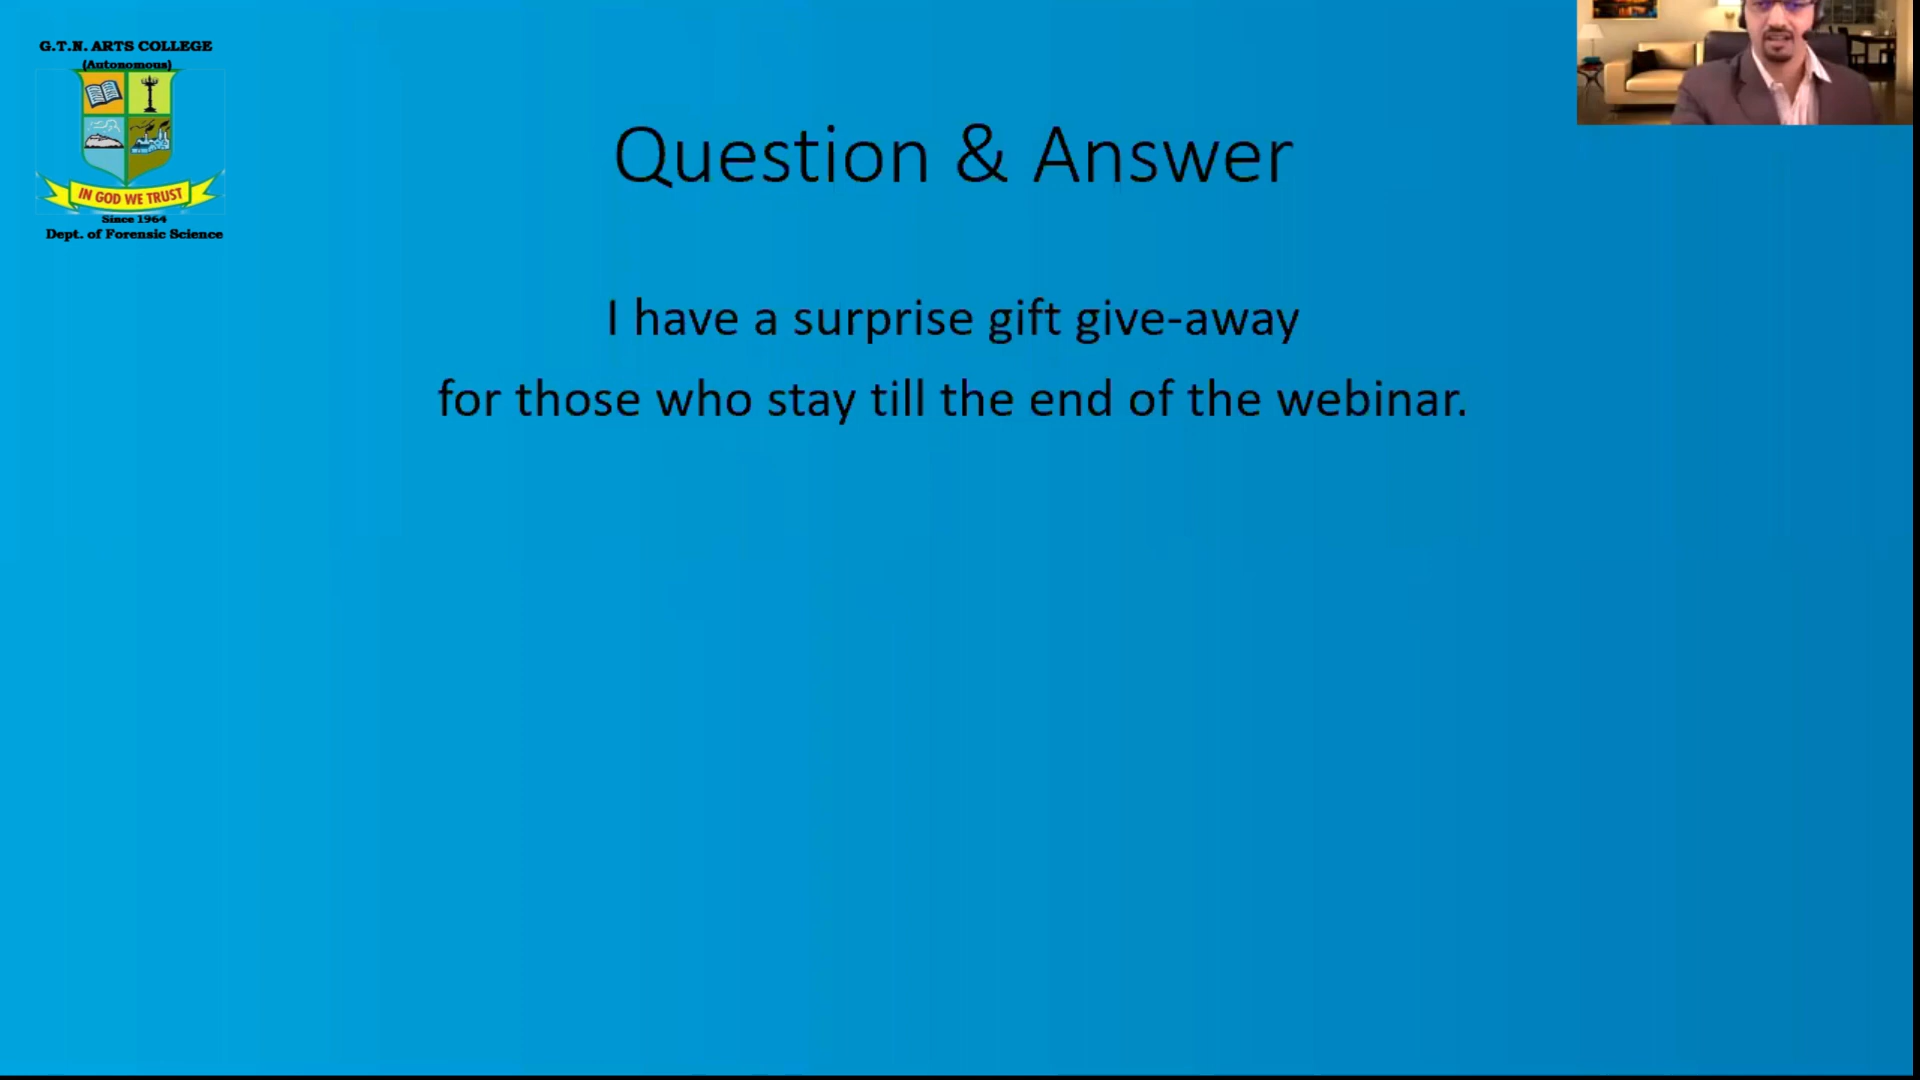 G.T.N. ARTS COLLEGE
(Autonomous)
IN GOD WE TRUST
Since 1964
Dept. of Forensic Science
Question & Answer
I have a surprise gift give-away
for those who stay till the end of the webinar.